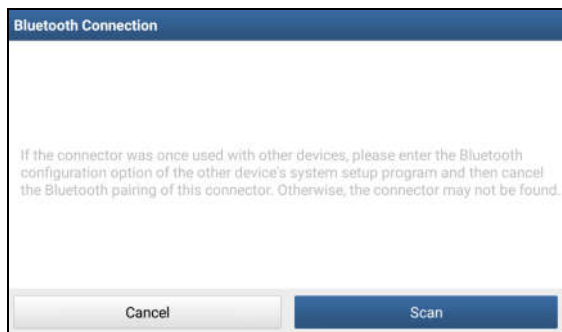 Bluetooth Connection
If the connector was once used with other devices, please enter the Bluetooth
configuration option of the other device's system setup program and then cancel
the Bluetooth pairing of this connector. Otherwise, the connector may not be found.
Cancel
Scan